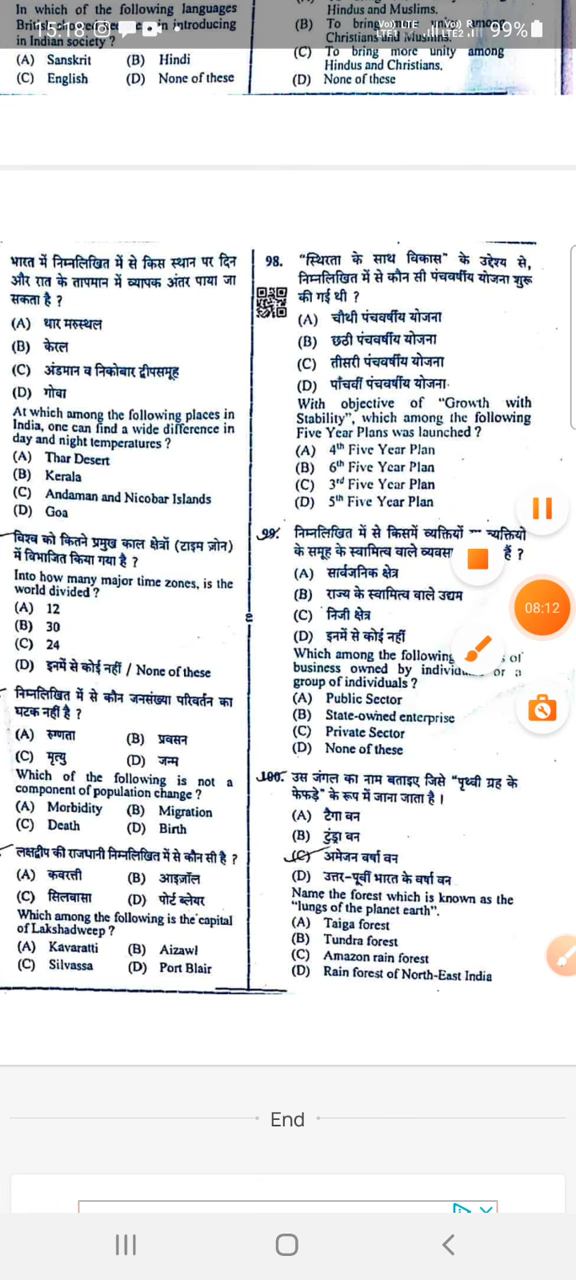 In which of the following languages
in introducing
in Indian society ?
(A) Sanskrit (B) Hindi
(C) English (D) None of these
Hindus and Muslims.
(B) To bring
Christians and Muslims.
(C) To bring more unity among
Hindus and Christians.
(D) None of these
15:18
99%
भारत में निम्नलिखित में से किस स्थान पर दिन
और रात के तापमान में व्यापक अंतर पाया जा
सकता है ?
(A) थार मरुस्थल
(B) केरल
(C) अंडमान व निकोबार द्वीपसमूह
(D) गोवा
At which among the following places in
India, one can find a wide difference in
day and night temperatures ?
(A) Thar Desert
(B) Kerala
(C) Andaman and Nicobar Islands
(D) Goa
विश्व को कितने प्रमुख काल क्षेत्रों (टाइम ज़ोन)
में विभाजित किया गया है ?
Into how many major time zones, is the
world divided ?
(A) 12
(B) 30
(C) 24
(D) इनमें से कोई नहीं / None of these
निम्नलिखित में से कौन जनसंख्या परिवर्तन का
घटक नहीं है ?
(A) रुग्णता (B) प्रवसन
(C) मृत्यु (D) जन्म
Which of the following is not a
component of population change ?
(A) Morbidity (B) Migration
(C) Death (D) Birth
लक्षद्वीप की राजधानी निम्नलिखित में से कौन सी है ?
(A) कवरत्ती (B) आइज़ॉल
(C) सिलवासा (D) पोर्ट ब्लेयर
Which among the following is the capital
of Lakshadweep ?
(A) Kavaratti (B) Aizawl
(C) Silvassa (D) Port Blair
98. "स्थिरता के साथ विकास" के उद्देश्य से,
निम्नलिखित में से कौन सी पंचवर्षीय योजना शुरू
की गई थी ?
(A) चौथी पंचवर्षीय योजना
(B) छठी पंचवर्षीय योजना
(C) तीसरी पंचवर्षीय योजना
(D) पाँचवीं पंचवर्षीय योजना
With objective of "Growth with
Stability", which among the following
Five Year Plans was launched ?
(A) 4th Five Year Plan
(B) 6th Five Year Plan
(C) 3rd Five Year Plan
(D) 5th Five Year Plan
99. निम्नलिखित में से किसमें व्यक्तियों व्यक्तियों
के समूह के स्वामित्व वाले हैं ?
(A) सार्वजनिक क्षेत्र
(B) राज्य के स्वामित्व वाले उद्यम
(C) निजी क्षेत्र
(D) इनमें से कोई नहीं
Which among the following of
business owned by or a
group of individuals ?
(A) Public Sector
(B) State-owned enterprise
(C) Private Sector
(D) None of these
08:12
100. उस जंगल का नाम बताइए जिसे "पृथ्वी ग्रह के
फेफड़े" के रूप में जाना जाता है ।
(A) टैगा वन
(B) टुंड्रा वन
(C) अमेजन वर्षा वन
(D) उत्तर-पूर्वी भारत के वर्षा वन
Name the forest which is known as the
"lungs of the planet earth".
(A) Taiga forest
(B) Tundra forest
(C) Amazon rain forest
(D) Rain forest of North-East India
End